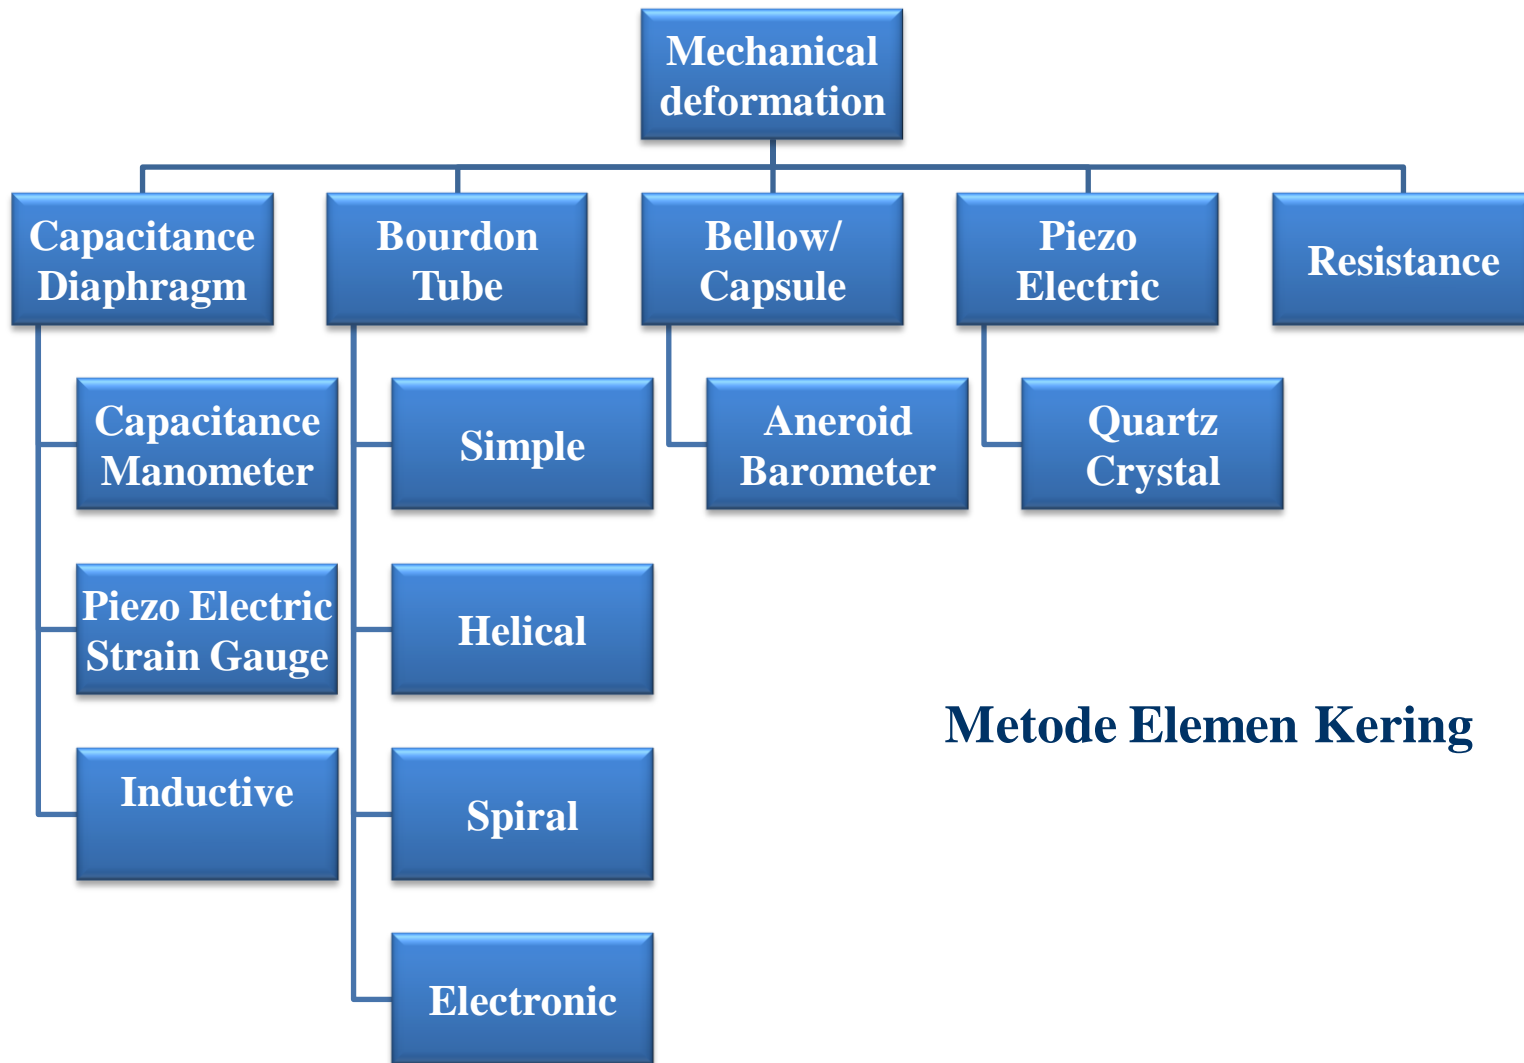 Mechanical
deformation
Capacitance
Diaphragm
Bourdon
Tube
Bellow/
Capsule
Piezo
Electric
Resistance
Capacitance
Manometer
Simple
Aneroid
Barometer
Quartz
Crystal
Piezo Electric
Strain Gauge
Helical
Metode Elemen Kering
Inductive
Spiral
Electronic